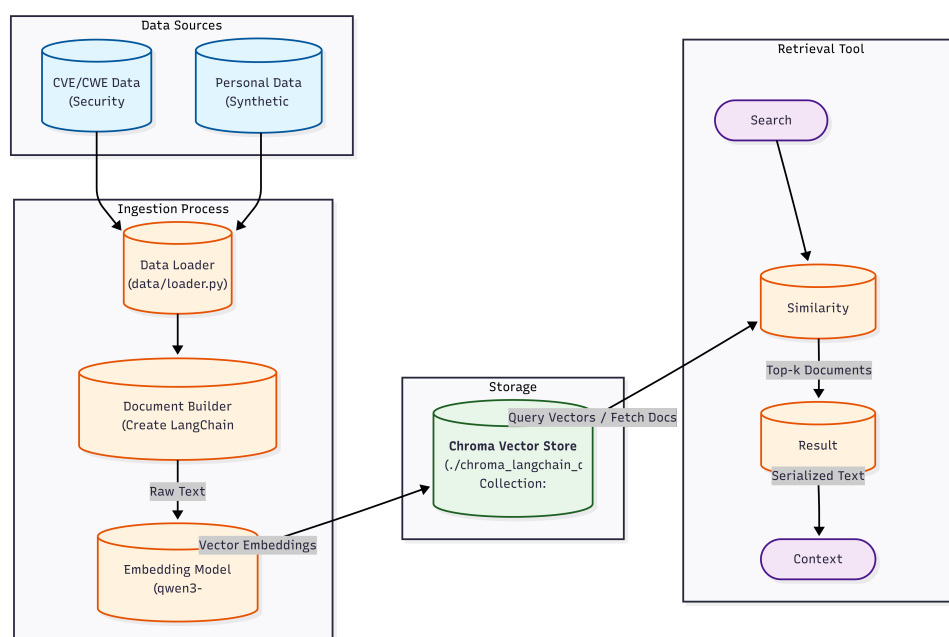 Data Sources
CVE/CWE Data
(Security
Personal Data
(Synthetic
Ingestion Process
Data Loader
(data/loader.py)
Document Builder
(Create LangChain
Raw Text
Embedding Model
(qwen3-
Vector Embeddings
Storage
Chroma Vector Store
(./chroma_langchain_d
Collection:
Query Vectors / Fetch Docs
Retrieval Tool
Search
Similarity
Top-k Documents
Result
Serialized Text
Context